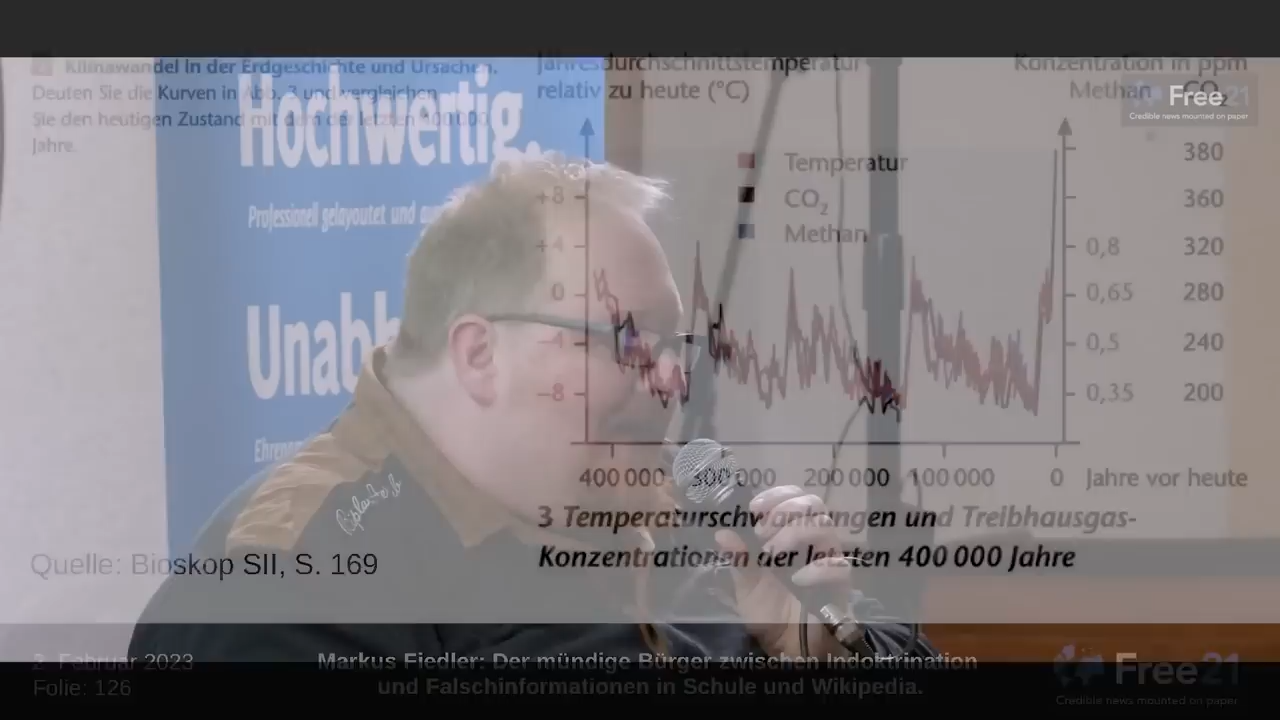 Klimawandel in der Erdgeschichte und Ursachen.
Deuten Sie die Kurven in Abb. 3 und vergleichen
Sie den heutigen Zustand mit dem der letzten 400 000
Jahre.
Hochwertig.
Professionell gelayoutet und
Unabh
Ehrenam
Jahresdurchschnittstemperatur
relativ zu heute (°C)
Konzentration in ppm
Methan CO₂
Free21
Credible news mounted on paper
Temperatur
CO₂
Methan
+8
+4
0
−4
−8
380
360
0,8 320
0,65 280
0,5 240
0,35 200
400 000 300 000 200 000 100 000 0 Jahre vor heute
3 Temperaturschwankungen und Treibhausgas-
Konzentrationen der letzten 400 000 Jahre
Quelle: Bioskop SII, S. 169
2. Februar 2023
Folie: 126
Markus Fiedler: Der mündige Bürger zwischen Indoktrination
und Falschinformationen in Schule und Wikipedia.
Free21
Credible news mounted on paper